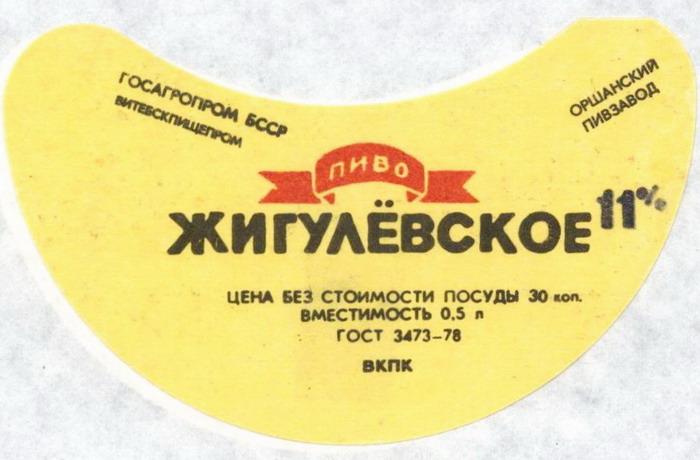 ГОСАГРОПРОМ БССР
ВИТЕБСКПИЩЕПРОМ
ОРШАНСКИЙ
ПИВЗАВОД
ПИВО
ЖИГУЛЁВСКОЕ 11%
ЦЕНА БЕЗ СТОИМОСТИ ПОСУДЫ 30 коп.
ВМЕСТИМОСТЬ 0,5 л
ГОСТ 3473-78
ВКПК